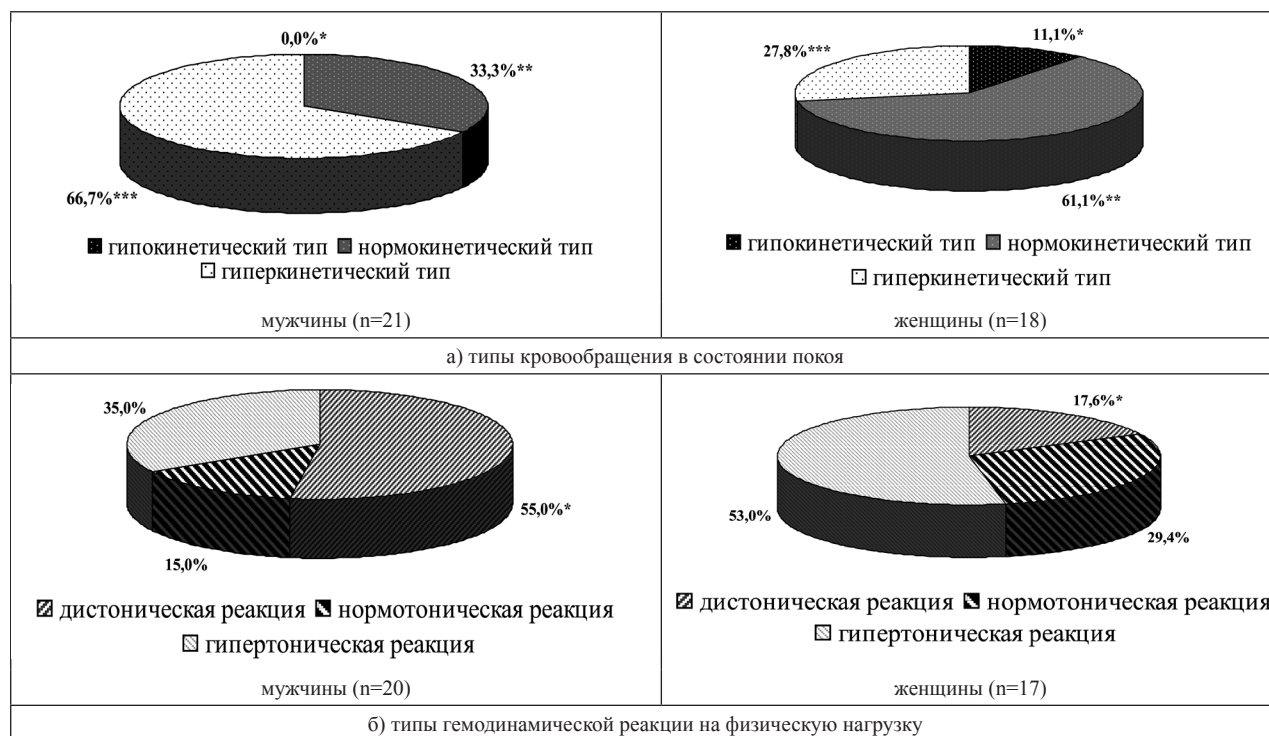 0,0%*
33,3%**
66,7%***
гипокинетический тип нормокинетический тип
гиперкинетический тип
мужчины (n=21)
11,1%*
27,8%***
61,1%**
гипокинетический тип нормокинетический тип
гиперкинетический тип
женщины (n=18)
а) типы кровообращения в состоянии покоя
35,0%
55,0%*
15,0%
дистоническая реакция нормотоническая реакция
гипертоническая реакция
мужчины (n=20)
17,6%*
53,0%
29,4%
дистоническая реакция нормотоническая реакция
гипертоническая реакция
женщины (n=17)
б) типы гемодинамической реакции на физическую нагрузку